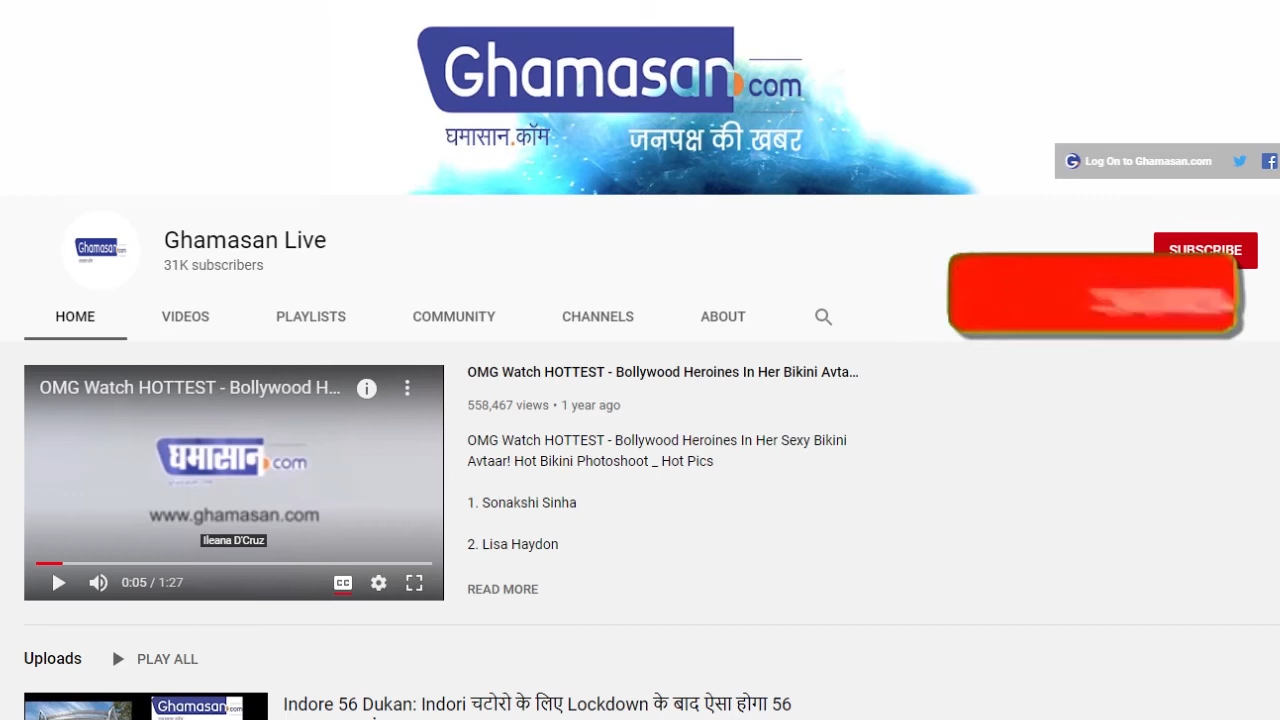 Ghamasan.com
घमासान.कॉम
जनपक्ष की खबर
Log On to Ghamasan.com
Ghamasan.com
Ghamasan Live
31K subscribers
SUBSCRIBE
HOME VIDEOS PLAYLISTS COMMUNITY CHANNELS ABOUT
OMG Watch HOTTEST - Bollywood H...
घमासान.com
www.ghamasan.com
Ileana D'Cruz
0:05 / 1:27
CC
OMG Watch HOTTEST - Bollywood Heroines In Her Bikini Avta...
558,467 views • 1 year ago
OMG Watch HOTTEST - Bollywood Heroines In Her Sexy Bikini
Avtaar! Hot Bikini Photoshoot _ Hot Pics
1. Sonakshi Sinha
2. Lisa Haydon
READ MORE
Uploads PLAY ALL
Ghamasan.com
Indore 56 Dukan: Indori चटोरो के लिए Lockdown के बाद ऐसा होगा 56